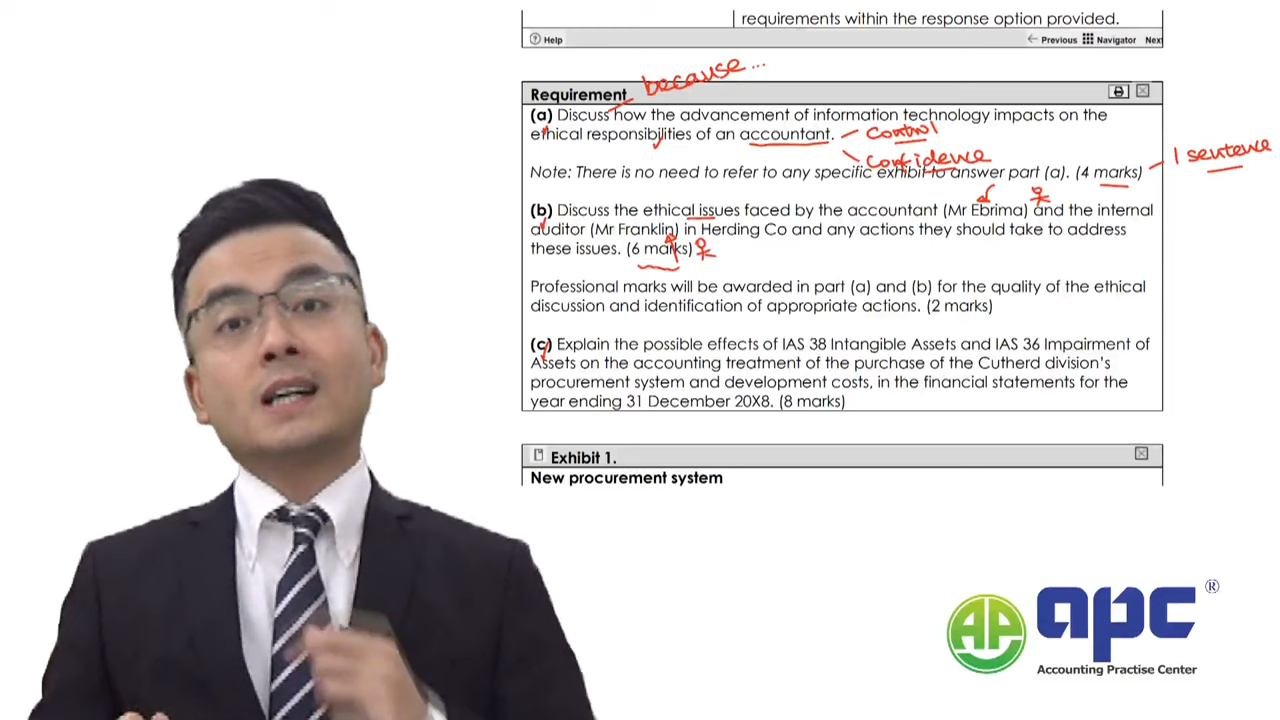 requirements within the response option provided.
Help
Previous Navigator Next
because...
Requirement
(a) Discuss how the advancement of information technology impacts on the
ethical responsibilities of an accountant.
control
confidence
1 sentence
Note: There is no need to refer to any specific exhibit to answer part (a). (4 marks)
(b) Discuss the ethical issues faced by the accountant (Mr Ebrima) and the internal
auditor (Mr Franklin) in Herding Co and any actions they should take to address
these issues. (6 marks)
Professional marks will be awarded in part (a) and (b) for the quality of the ethical
discussion and identification of appropriate actions. (2 marks)
(c) Explain the possible effects of IAS 38 Intangible Assets and IAS 36 Impairment of
Assets on the accounting treatment of the purchase of the Cutherd division's
procurement system and development costs, in the financial statements for the
year ending 31 December 20X8. (8 marks)
Exhibit 1.
New procurement system
AP apc ®
Accounting Practise Center